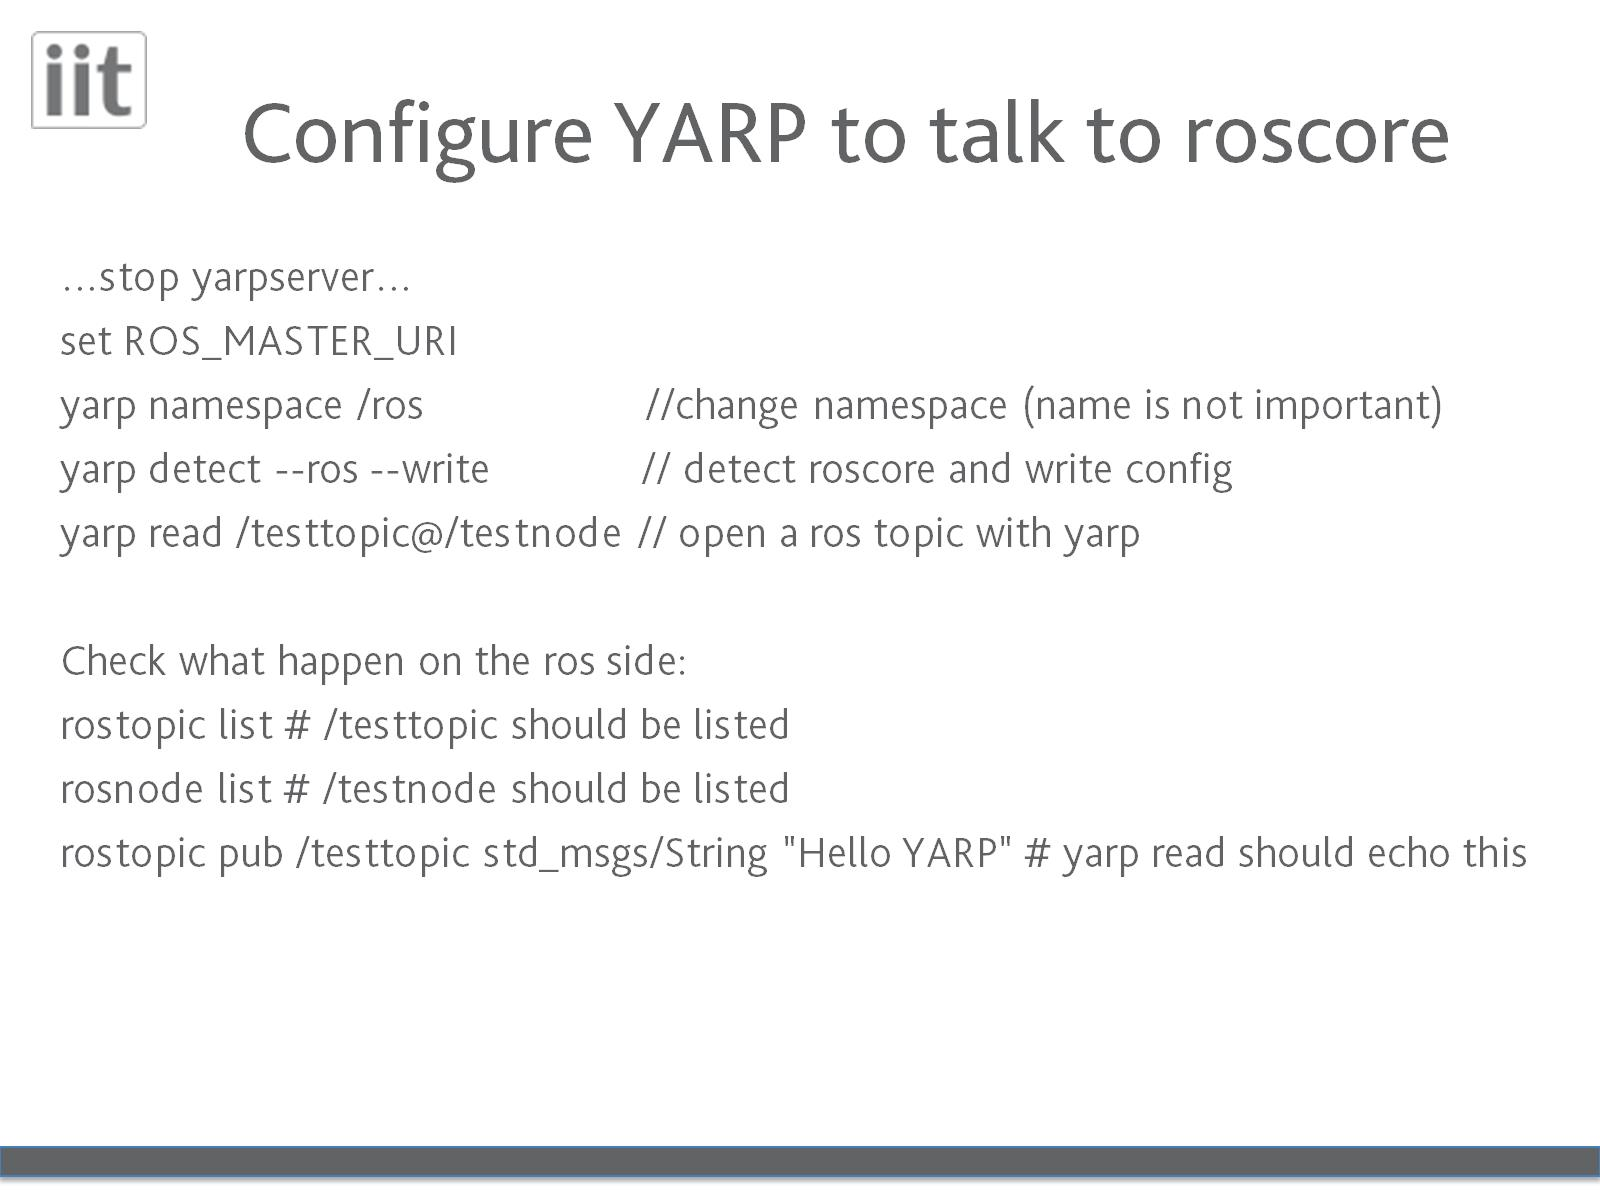 iit
Configure YARP to talk to roscore
...stop yarpserver...
set ROS_MASTER_URI
yarp namespace /ros //change namespace (name is not important)
yarp detect --ros --write // detect roscore and write config
yarp read /testtopic@/testnode // open a ros topic with yarp
Check what happen on the ros side:
rostopic list # /testtopic should be listed
rosnode list # /testnode should be listed
rostopic pub /testtopic std_msgs/String "Hello YARP" # yarp read should echo this